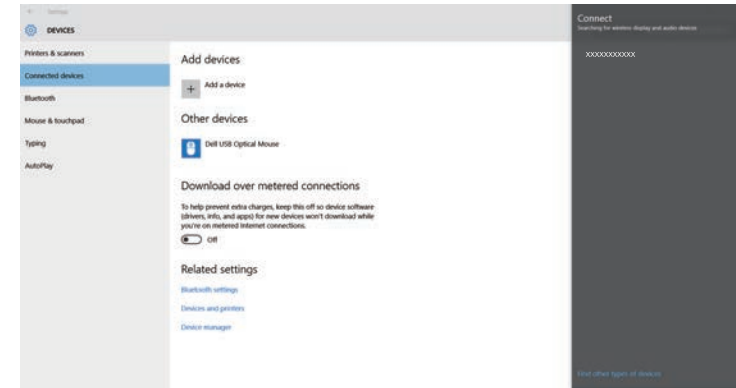 Settings
DEVICES
Printers & scanners
Connected devices
Bluetooth
Mouse & touchpad
Typing
AutoPlay
Add devices
Add a device
Other devices
Dell USB Optical Mouse
Download over metered connections
To help prevent extra charges, keep this off so device software
(drivers, info, and apps) for new devices won't download while
you're on metered Internet connections.
Off
Related settings
Bluetooth settings
Devices and printers
Device manager
Connect
Searching for wireless display and audio devices
xxxxxxxxxxx
Find other types of devices